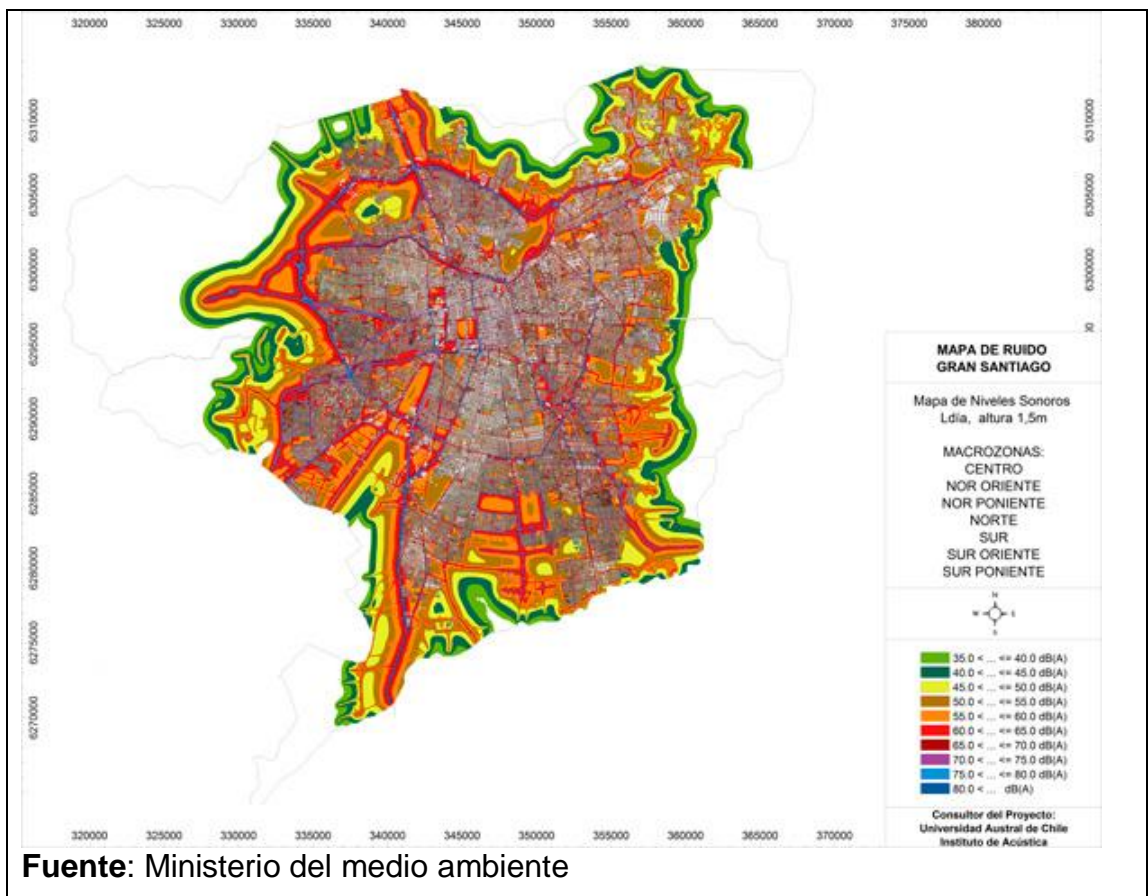 320000 325000 330000 335000 340000 345000 350000 355000 360000 365000 370000 375000 380000
6310000
6305000
6300000
6295000
6290000
6285000
6280000
6275000
6270000
6310000
6305000
6300000
MAPA DE RUIDO
GRAN SANTIAGO
Mapa de Niveles Sonoros
Ldía, altura 1,5m
MACROZONAS:
CENTRO
NOR ORIENTE
NOR PONIENTE
NORTE
SUR
SUR ORIENTE
SUR PONIENTE
N
W E
S
35.0 < ... <= 40.0 dB(A)
40.0 < ... <= 45.0 dB(A)
45.0 < ... <= 50.0 dB(A)
50.0 < ... <= 55.0 dB(A)
55.0 < ... <= 60.0 dB(A)
60.0 < ... <= 65.0 dB(A)
65.0 < ... <= 70.0 dB(A)
70.0 < ... <= 75.0 dB(A)
75.0 < ... <= 80.0 dB(A)
80.0 < ... dB(A)
Consultor del Proyecto:
Universidad Austral de Chile
Instituto de Acústica
320000 325000 330000 335000 340000 345000 350000 355000 360000 365000 370000
Fuente: Ministerio del medio ambiente